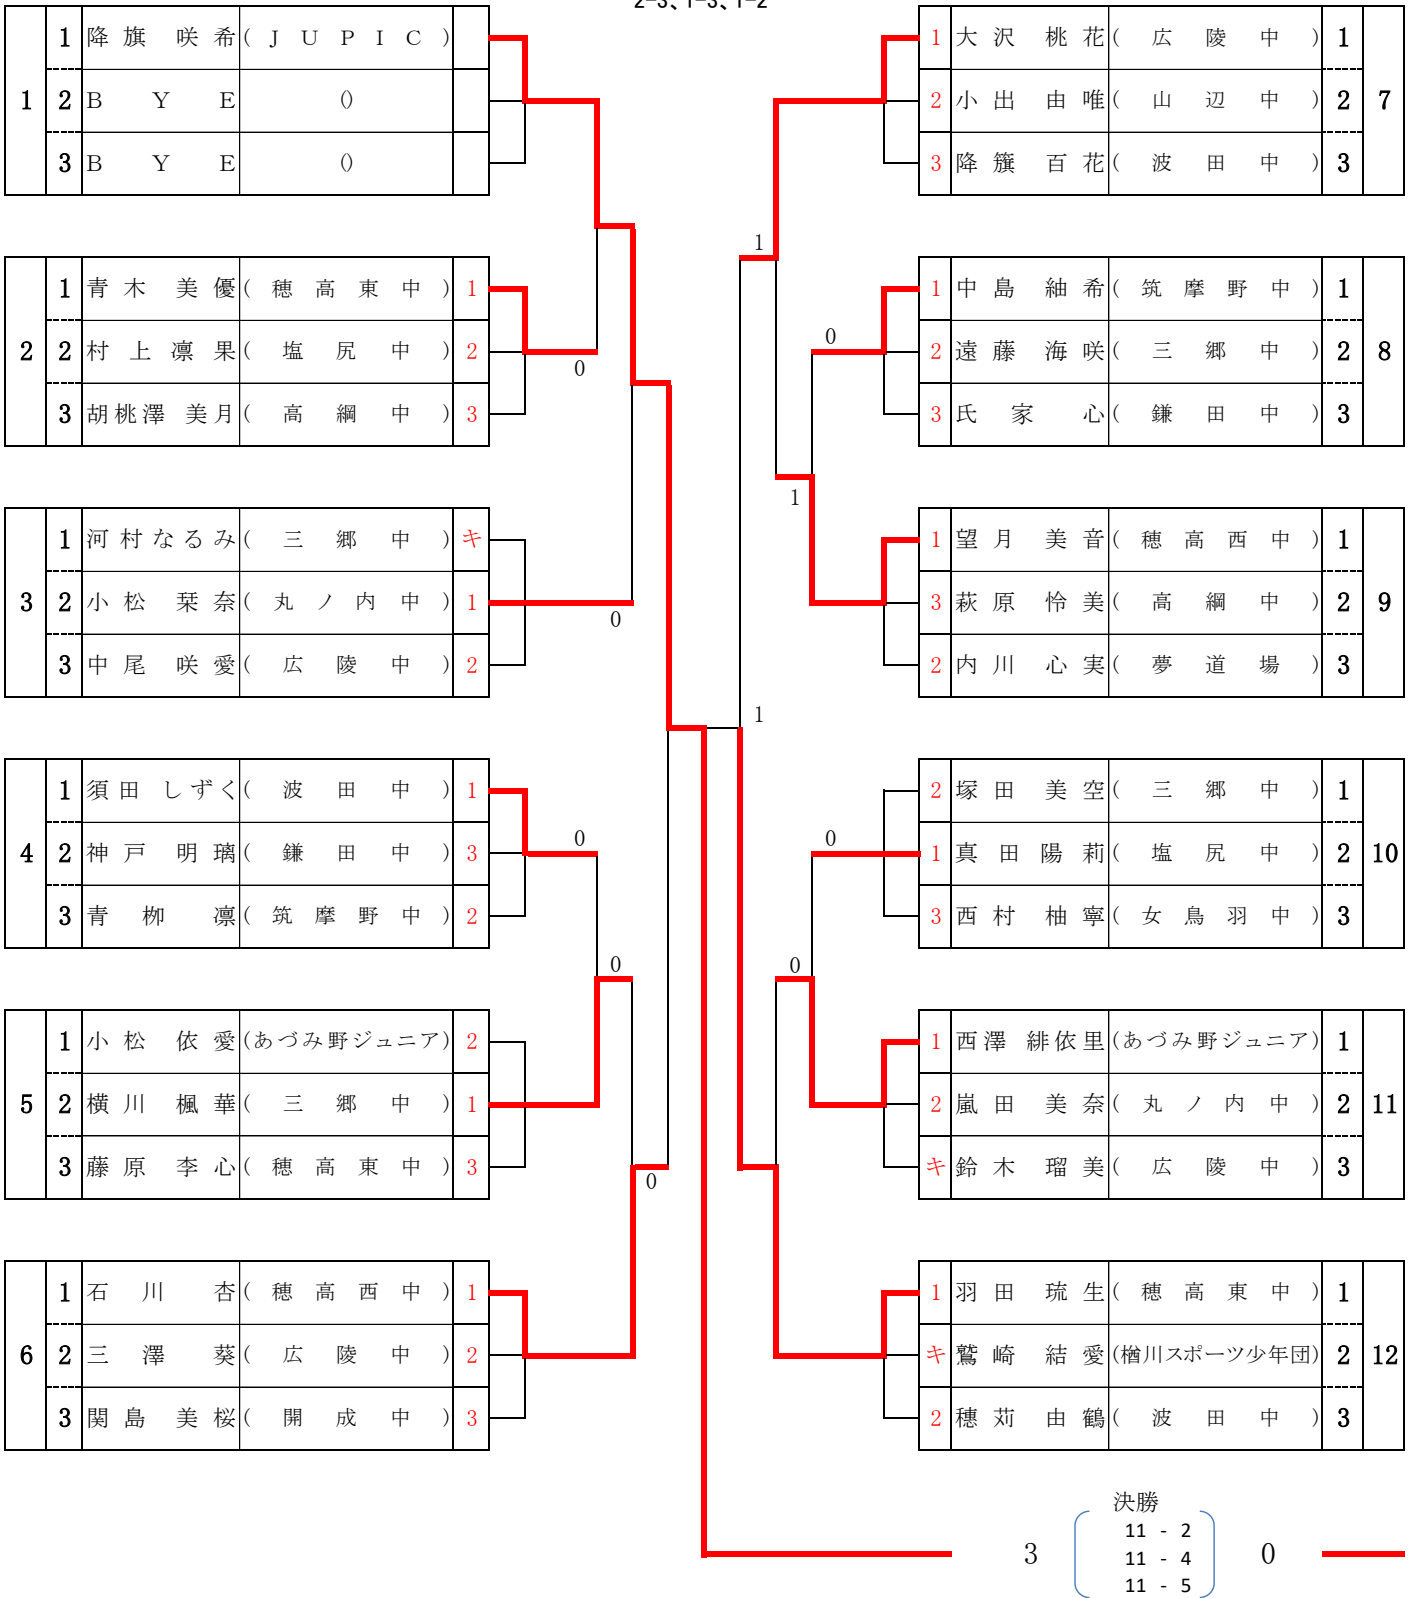 2-3、1-3、1-2
1 1 降旗 咲希 (JUPIC)
2 BYE ()
3 BYE ()
2 1 青木 美優 (穂高東中) 1
2 村上凛果 (塩尻中) 2
3 胡桃澤 美月 (高綱中) 3
3 1 河村なるみ (三郷中) キ
2 小松 栞奈 (丸ノ内中) 1
3 中尾 咲愛 (広陵中) 2
4 1 須田 しずく (波田中) 1
2 神戸 明璃 (鎌田中) 3
3 青栁 凛 (筑摩野中) 2
5 1 小松 依愛 (あづみ野ジュニア) 2
2 横川 楓華 (三郷中) 1
3 藤原 李心 (穂高東中) 3
6 1 石川 杏 (穂高西中) 1
2 三澤 葵 (広陵中) 2
3 関島 美桜 (開成中) 3
0
0
0
0
0
1 大沢 桃花 (広陵中) 1 7
2 小出 由唯 (山辺中) 2
3 降籏 百花 (波田中) 3
1 中島 紬希 (筑摩野中) 1 8
2 遠藤 海咲 (三郷中) 2
3 氏家 心 (鎌田中) 3
1 望月 美音 (穂高西中) 1 9
3 萩原 怜美 (高綱中) 2
2 内川 心実 (夢道場) 3
2 塚田 美空 (三郷中) 1 10
1 真田陽莉 (塩尻中) 2
3 西村 柚寧 (女鳥羽中) 3
1 西澤 緋依里 (あづみ野ジュニア) 1 11
2 嵐田 美奈 (丸ノ内中) 2
キ 鈴木 瑠美 (広陵中) 3
1 羽田 琉生 (穂高東中) 1 12
キ 鷲崎 結愛 (楢川スポーツ少年団) 2
2 穂苅 由鶴 (波田中) 3
1
0
1
1
0
0
決勝
3 11 - 2 0
11 - 4
11 - 5